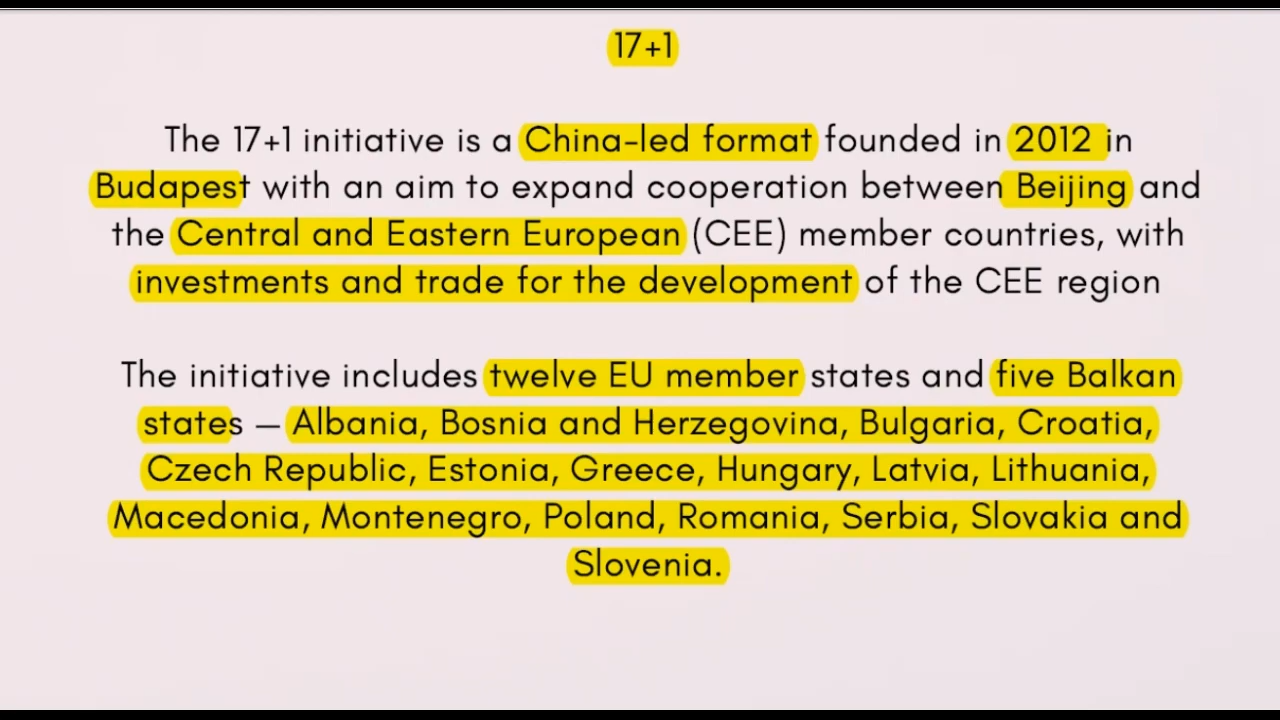 17+1
The 17+1 initiative is a China-led format founded in 2012 in
Budapest with an aim to expand cooperation between Beijing and
the Central and Eastern European (CEE) member countries, with
investments and trade for the development of the CEE region
The initiative includes twelve EU member states and five Balkan
states — Albania, Bosnia and Herzegovina, Bulgaria, Croatia,
Czech Republic, Estonia, Greece, Hungary, Latvia, Lithuania,
Macedonia, Montenegro, Poland, Romania, Serbia, Slovakia and
Slovenia.